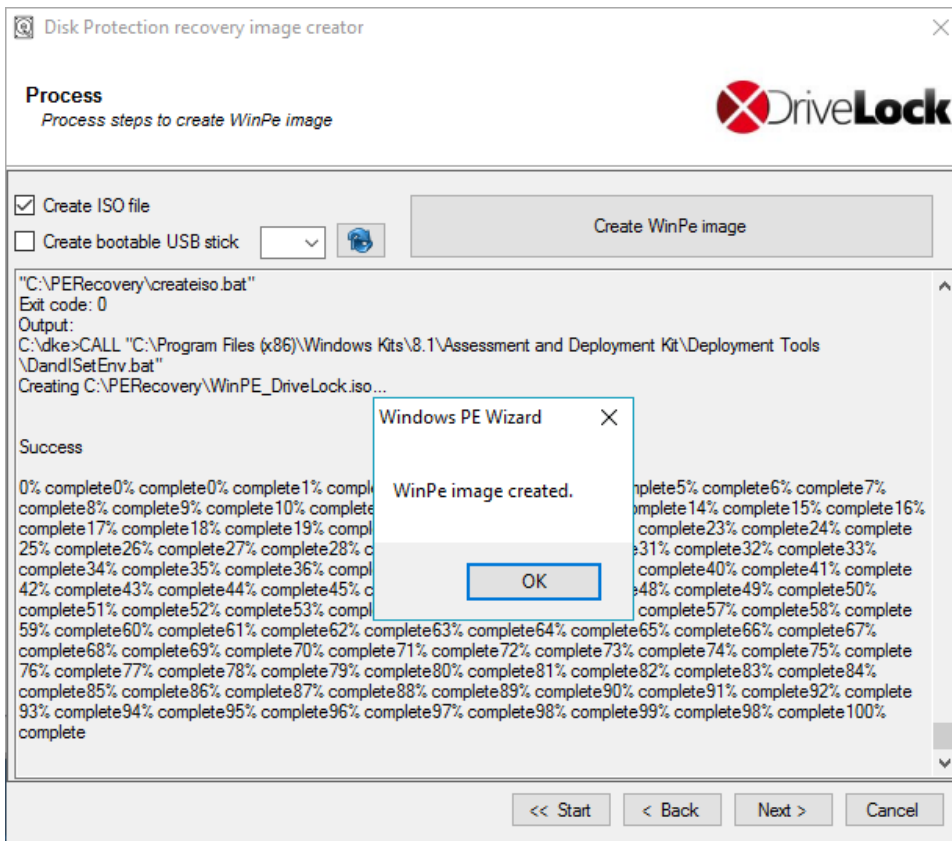 Disk Protection recovery image creator
Process
Process steps to create WinPe image
DriveLock
Create ISO file
Create bootable USB stick
Create WinPe image
"C:\PERecovery\createiso.bat"
Exit code: 0
Output:
C:\dke>CALL "C:\Program Files (x86)\Windows Kits\8.1\Assessment and Deployment Kit\Deployment Tools
\DandISetEnv.bat"
Creating C:\PERecovery\WinPE_DriveLock.iso...
Success
0% complete0% complete0% complete1% comple nplete5% complete6% complete7%
complete8% complete9% complete10% complete mplete14% complete15% complete16%
complete17% complete18% complete19% compl complete23% complete24% complete
25% complete26% complete27% complete28% c 31% complete32% complete33%
complete34% complete35% complete36% compl complete40% complete41% complete
42% complete43% complete44% complete45% c 48% complete49% complete50%
complete51% complete52% complete53% compl complete57% complete58% complete
59% complete60% complete61% complete62% complete63% complete64% complete65% complete66% complete67%
complete68% complete69% complete70% complete71% complete72% complete73% complete74% complete75% complete
76% complete77% complete78% complete79% complete80% complete81% complete82% complete83% complete84%
complete85% complete86% complete87% complete88% complete89% complete90% complete91% complete92% complete
93% complete94% complete95% complete96% complete97% complete98% complete99% complete98% complete100%
complete
Windows PE Wizard
WinPe image created.
OK
<< Start
< Back
Next >
Cancel